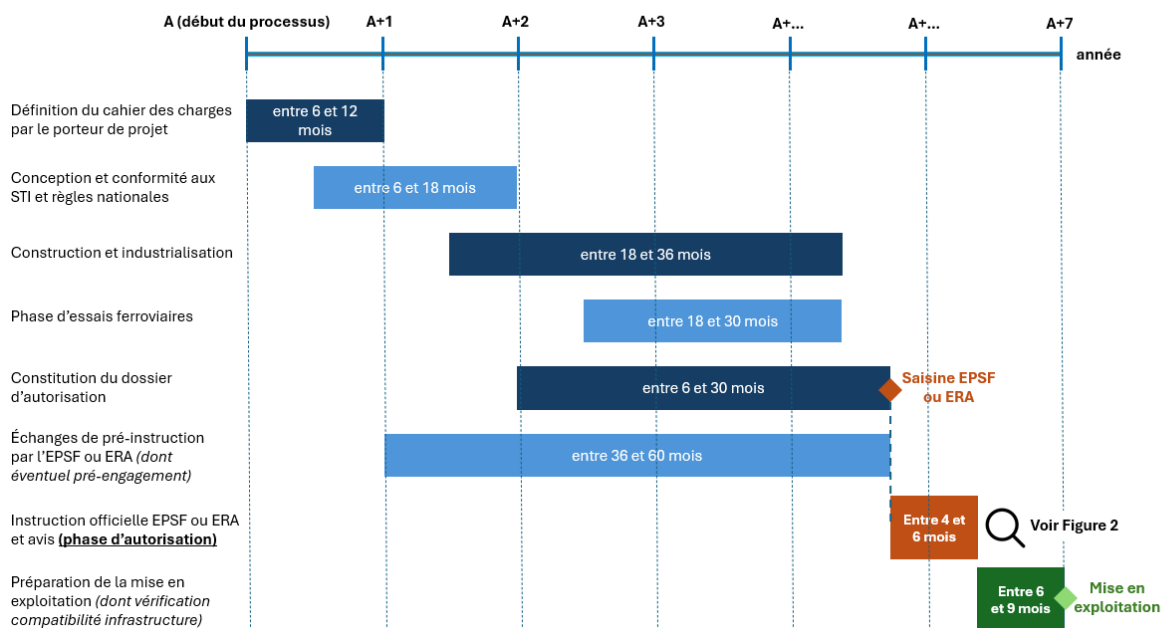 A (début du processus) A+1 A+2 A+3 A+... A+... A+7
année
Définition du cahier des charges
par le porteur de projet
entre 6 et 12
mois
Conception et conformité aux
STI et règles nationales
entre 6 et 18 mois
Construction et industrialisation
entre 18 et 36 mois
Phase d'essais ferroviaires
entre 18 et 30 mois
Constitution du dossier
d'autorisation
entre 6 et 30 mois
Saisine EPSF
ou ERA
Échanges de pré-instruction
par l'EPSF ou ERA (dont
éventuel pré-engagement)
entre 36 et 60 mois
Instruction officielle EPSF ou ERA
et avis (phase d'autorisation)
Entre 4 et
6 mois
Voir Figure 2
Préparation de la mise en
exploitation (dont vérification
compatibilité infrastructure)
Entre 6
et 9 mois
Mise en
exploitation